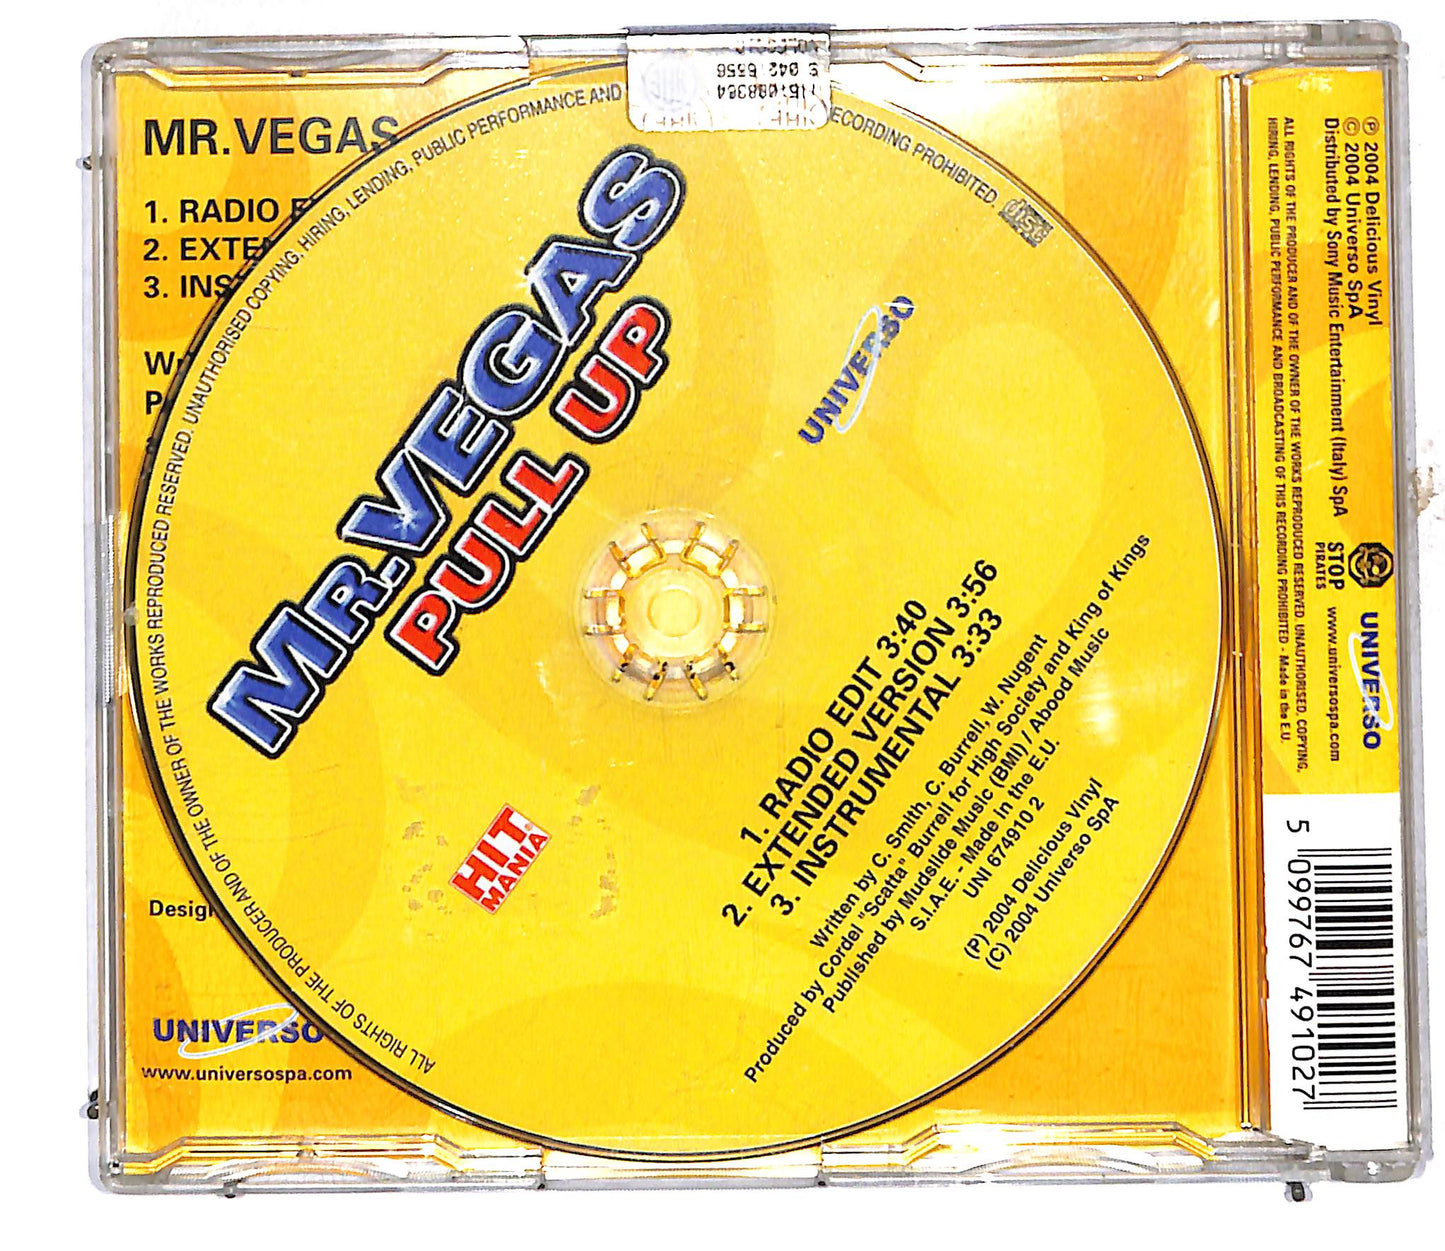 MR.VEGAS
1. RADIO
2. EXTEN
3. INS
Desig
UNIVERSO
www.universospa.com
ALL RIGHTS OF THE PRODUCER AND OF THE OWNER OF THE WORKS REPRODUCED RESERVED. UNAUTHORISED COPYING, HIRING, LENDING, PUBLIC PERFORMANCE AND
ECORDING PROHIBITED.
disc
MR.VEGAS
PULL UP
UNIVERSO
HIT
MANIA®
1. RADIO EDIT 3:40
2. EXTENDED VERSION 3:56
3. INSTRUMENTAL 3:33
Written by C. Smith, C. Burrell, W. Nugent
Produced by Cordel "Scatta" Burrell for High Society and King of Kings
Published by Mudslide Music (BMI) / Abood Music
S.I.A.E. - Made in the E.U.
UNI 674910 2
(P) 2004 Delicious Vinyl
(C) 2004 Universo SpA
℗ 2004 Delicious Vinyl
© 2004 Universo SpA
Distributed by Sony Music Entertainment (Italy) SpA
STOP
PIRATES
www.universospa.com
UNIVERSO
ALL RIGHTS OF THE PRODUCER AND OF THE OWNER OF THE WORKS REPRODUCED RESERVED. UNAUTHORISED, COPYING,
HIRING, LENDING, PUBLIC PERFORMANCE AND BROADCASTING OF THIS RECORDING PROHIBITED - Made in the E.U.
5 099767 491027